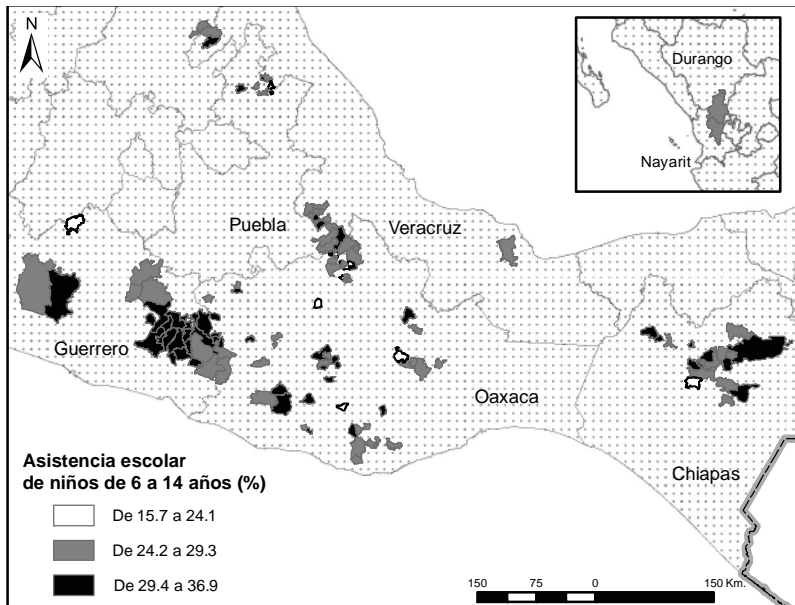 N
Durango
Nayarit
Puebla
Veracruz
Guerrero
Oaxaca
Chiapas
Asistencia escolar
de niños de 6 a 14 años (%)
De 15.7 a 24.1
De 24.2 a 29.3
De 29.4 a 36.9
150 75 0 150 Km.